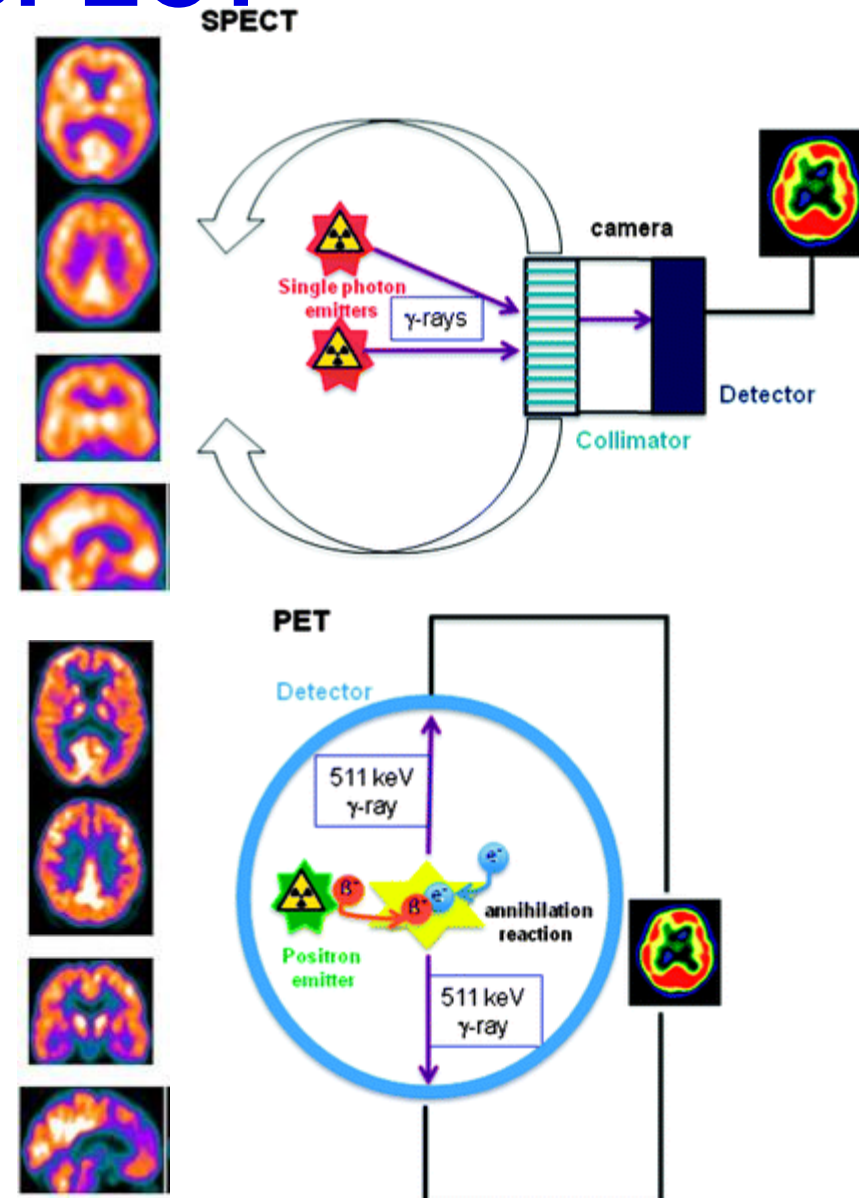 SPECT
camera
Single photon
emitters
γ-rays
Detector
Collimator
PET
Detector
511 keV
γ-ray
e⁻
β⁻
β⁻
e⁻
annihilation
reaction
Positron
emitter
511 keV
γ-ray